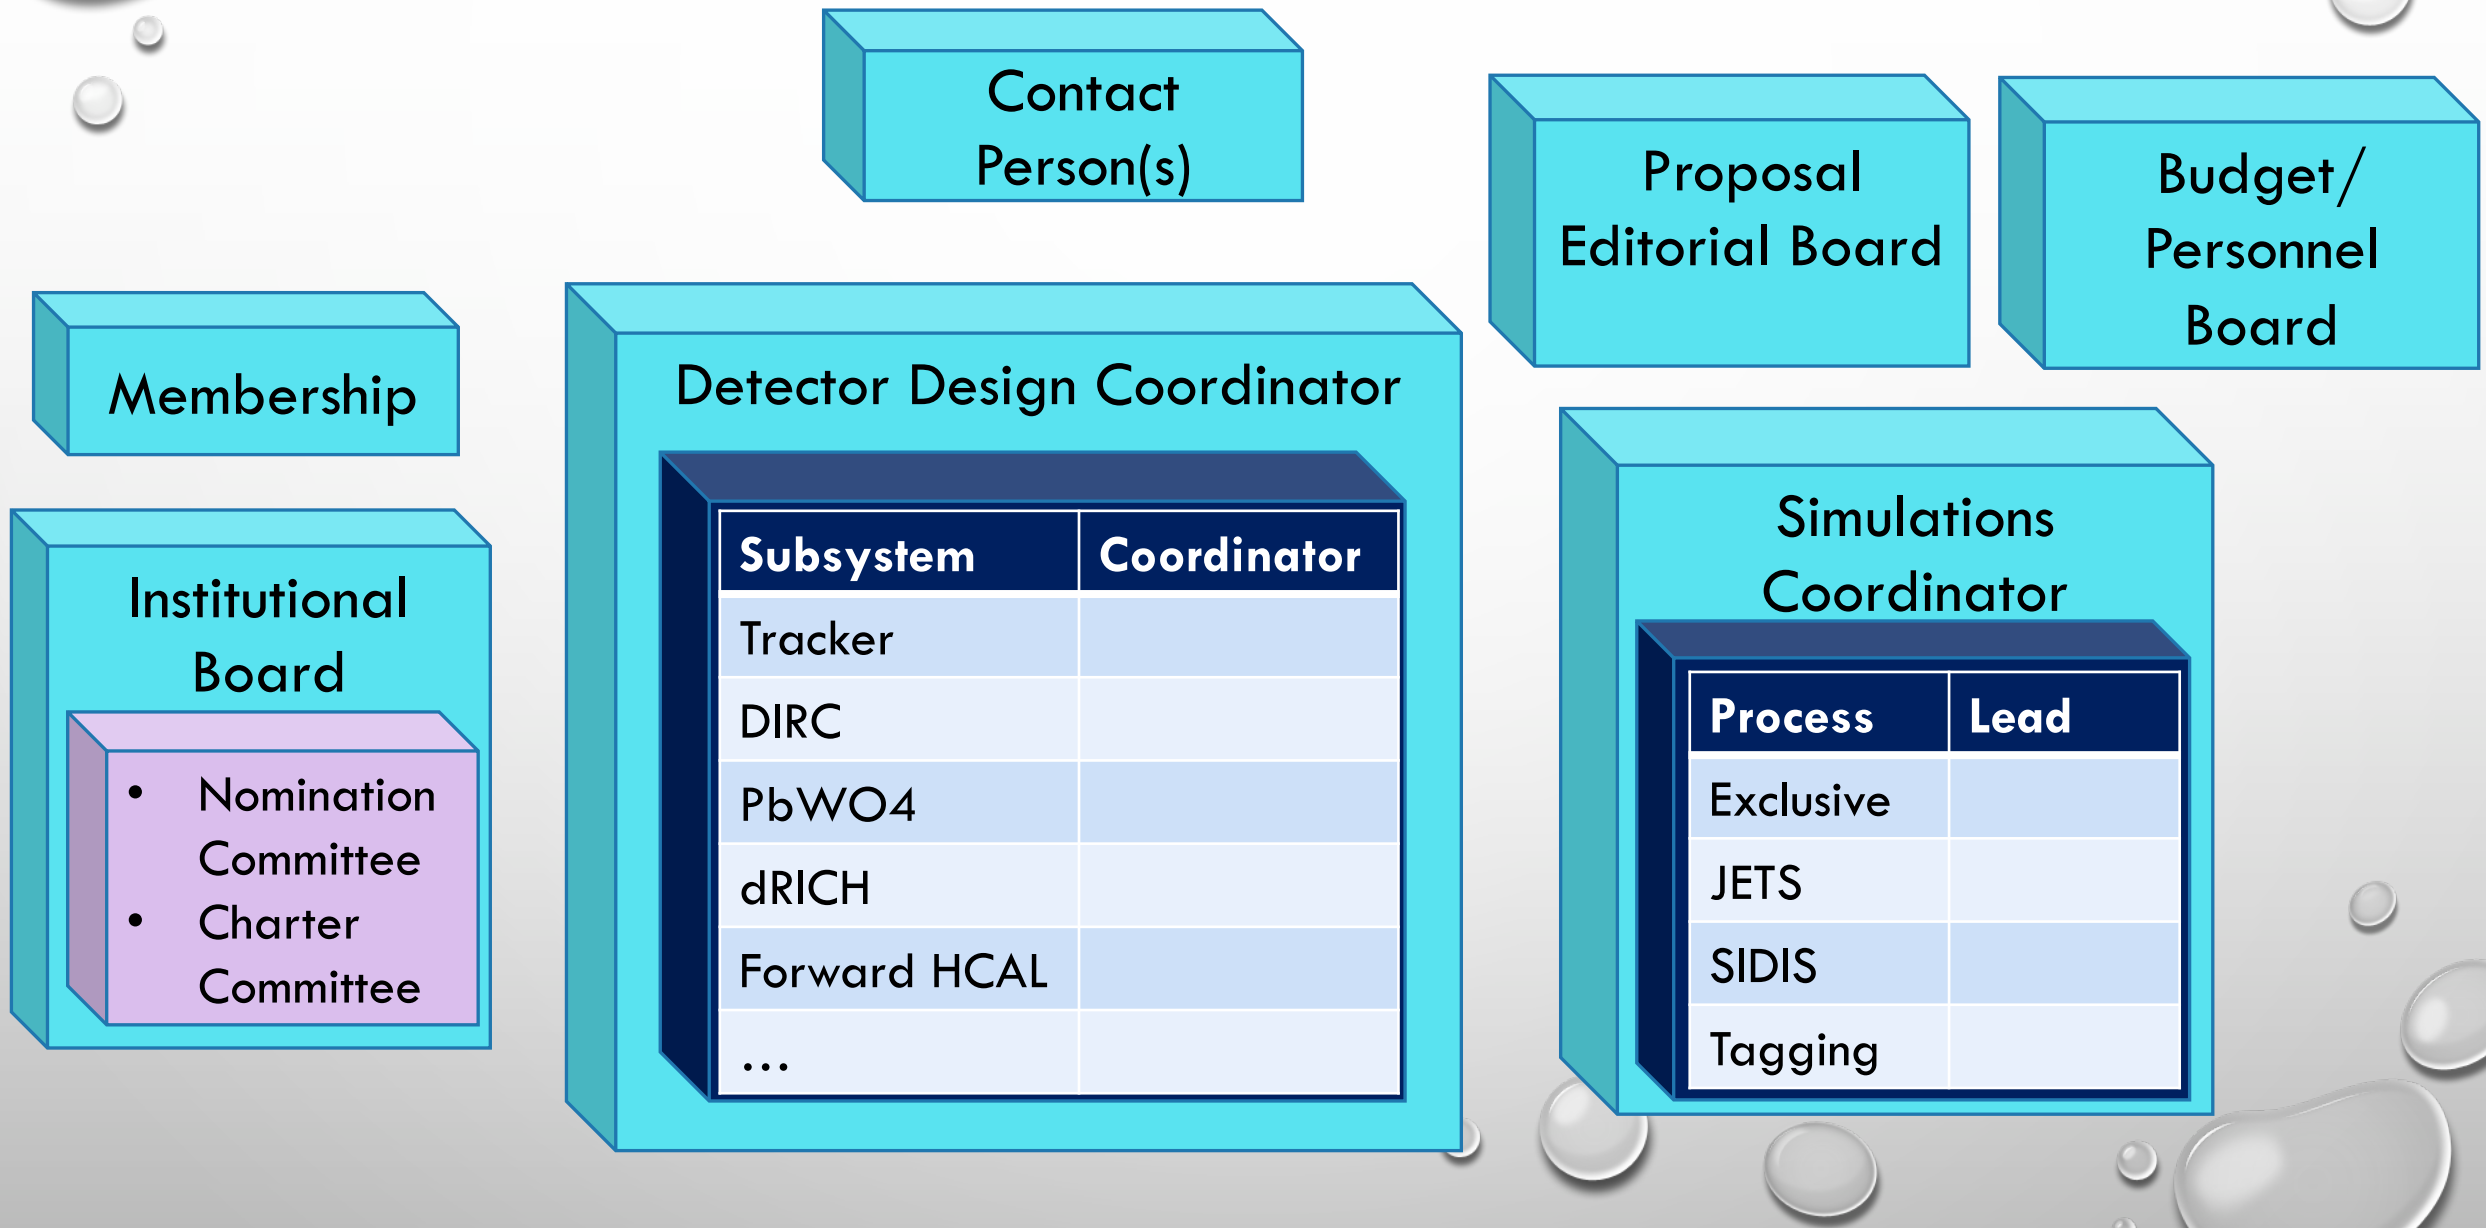 Contact
Person(s)
Proposal
Editorial Board
Budget/
Personnel
Board
Membership
Institutional
Board
• Nomination
Committee
• Charter
Committee
Detector Design Coordinator
Subsystem Coordinator
Tracker
DIRC
PbWO4
dRICH
Forward HCAL
...
Simulations
Coordinator
Process Lead
Exclusive
JETS
SIDIS
Tagging